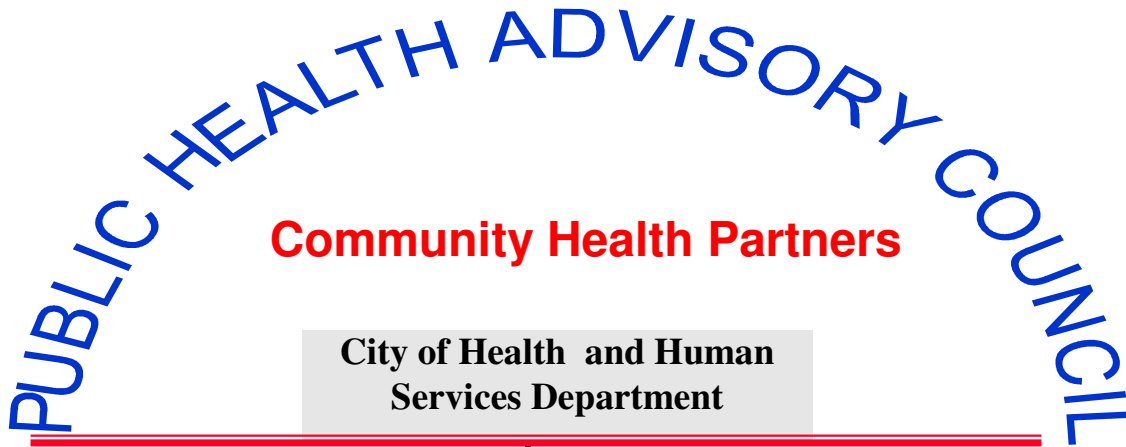 PUBLIC HEALTH ADVISORY COUNCIL
Community Health Partners
City of Health and Human
Services Department